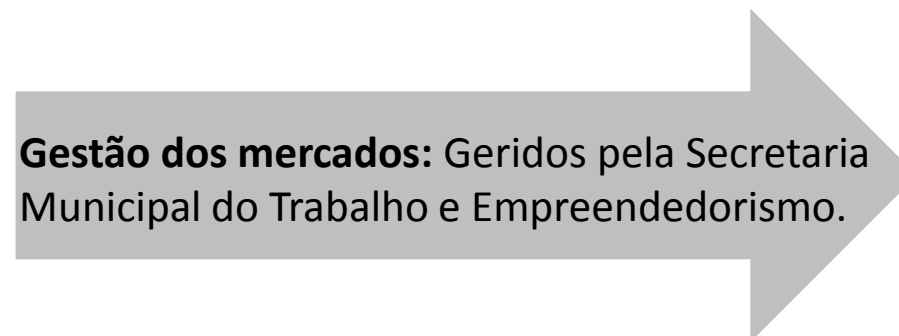 Gestão dos mercados: Geridos pela Secretaria
Municipal do Trabalho e Empreendedorismo.